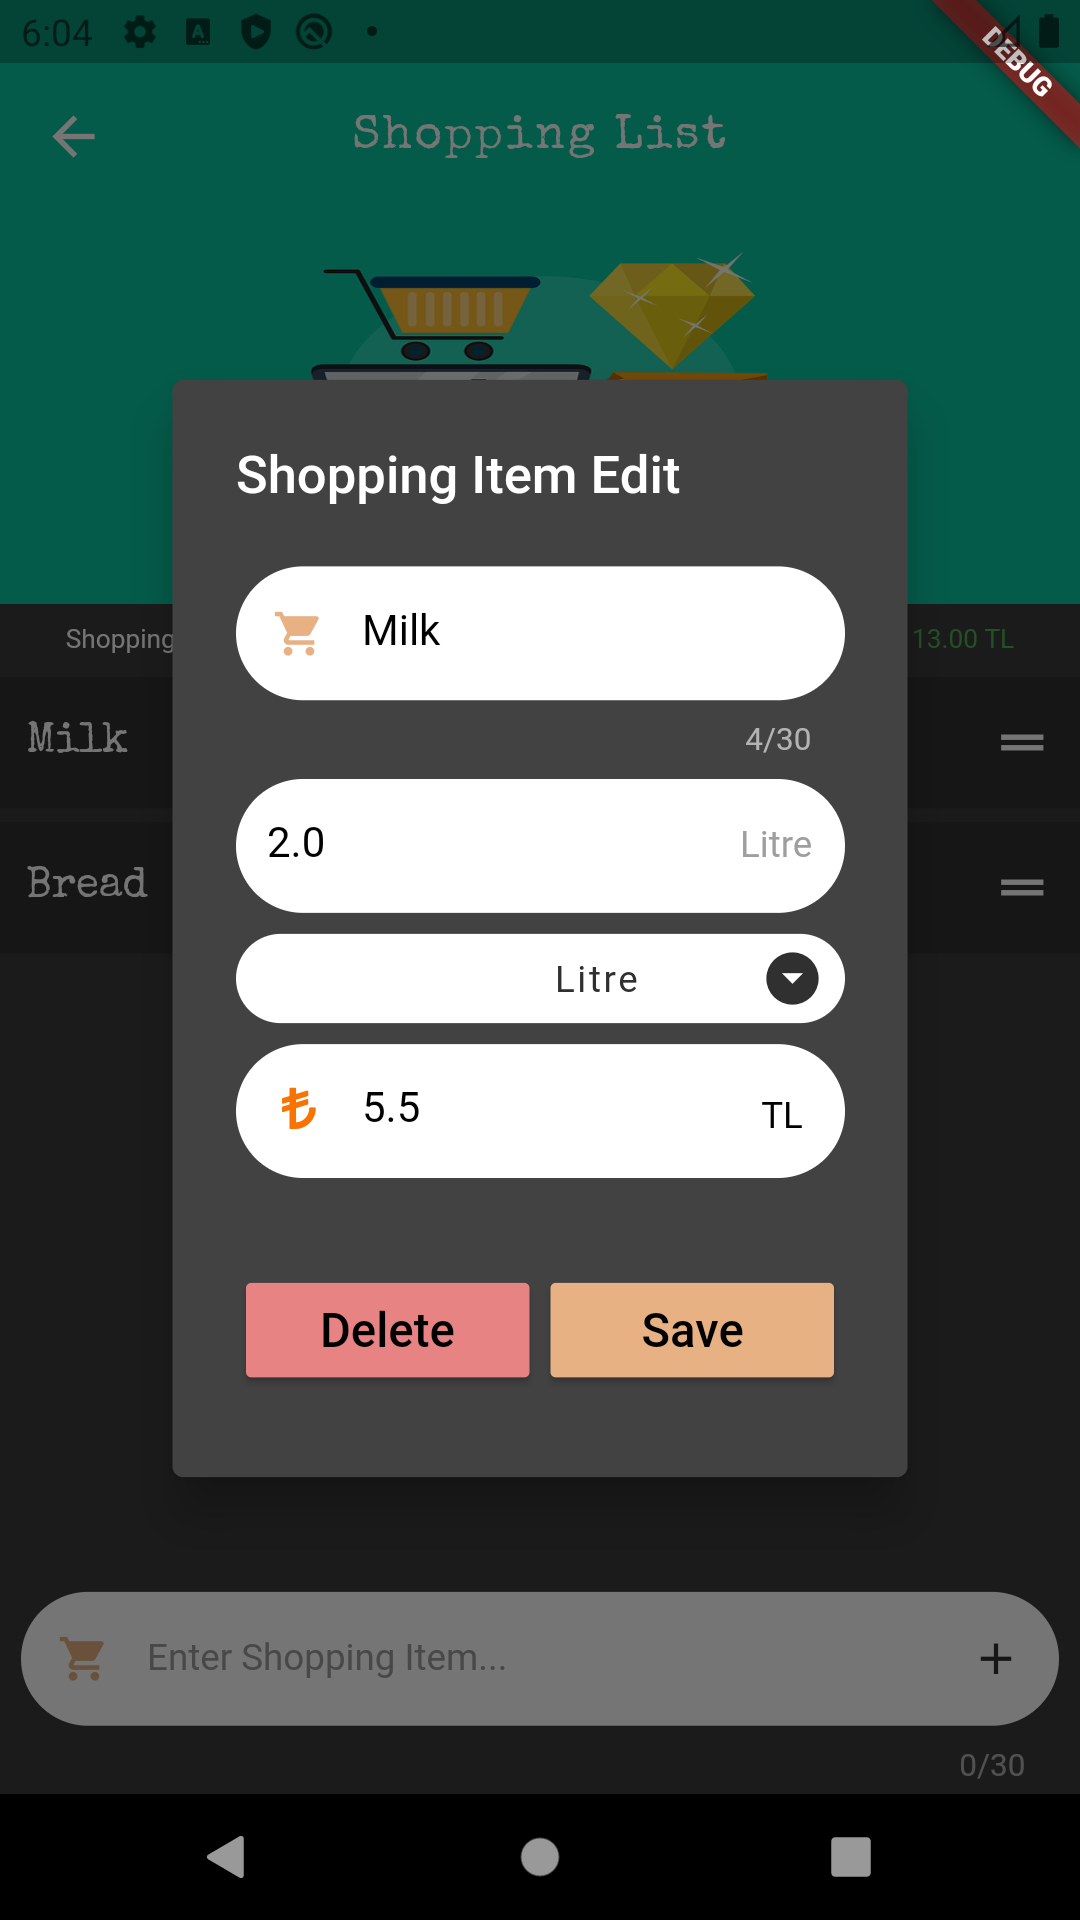 6:04
DEBUG
Shopping List
Shopping Item Edit
Milk
4/30
Shopping
13.00 TL
Milk
2.0 Litre
Bread
Litre
5.5 TL
Delete Save
Enter Shopping Item...
0/30